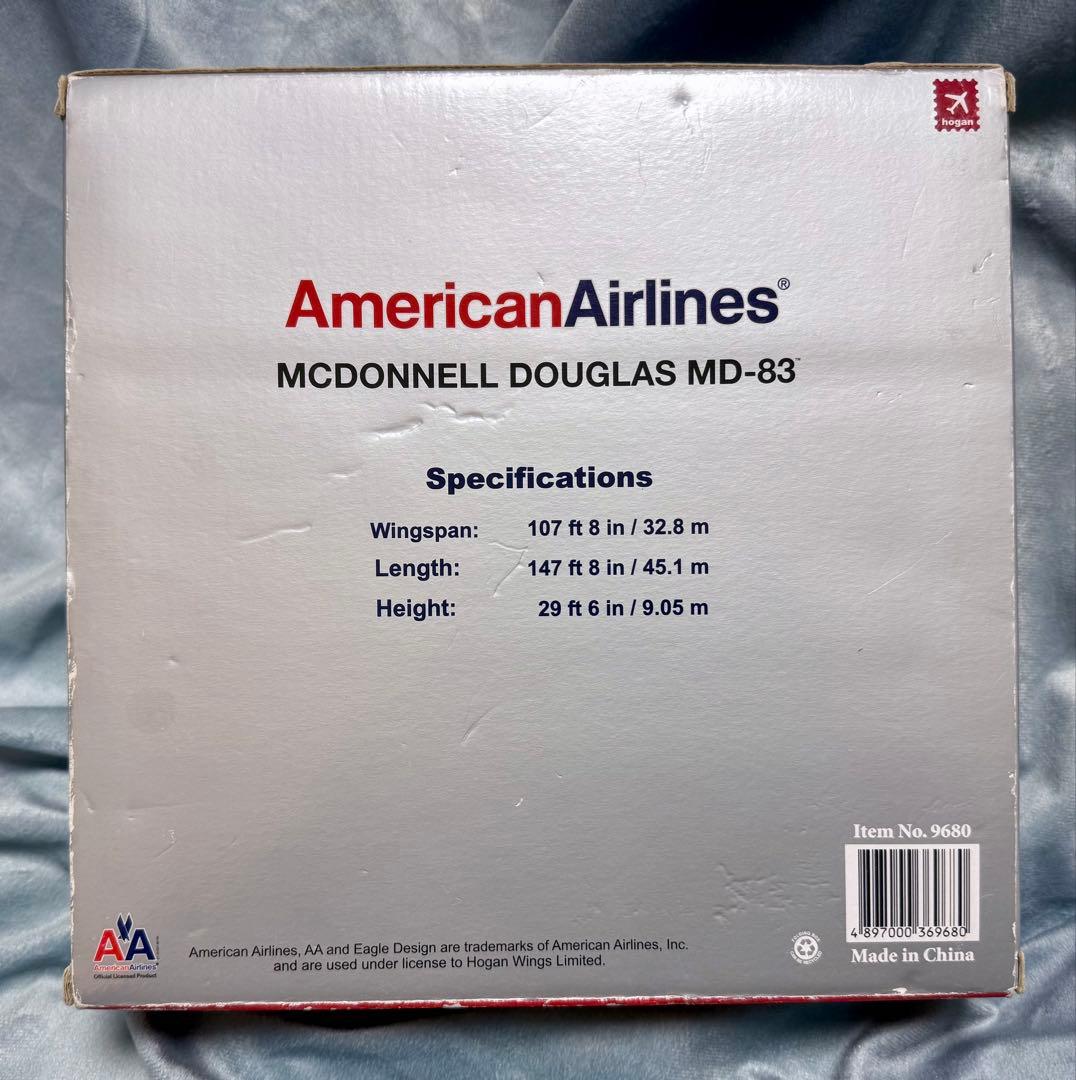 hogan
AmericanAirlines®
MCDONNELL DOUGLAS MD-83™
Specifications
Wingspan: 107 ft 8 in / 32.8 m
Length: 147 ft 8 in / 45.1 m
Height: 29 ft 6 in / 9.05 m
Item No. 9680
4 897000 369680
Made in China
AA
AmericanAirlines®
Official Licensed Product
American Airlines, AA and Eagle Design are trademarks of American Airlines, Inc.
and are used under license to Hogan Wings Limited.